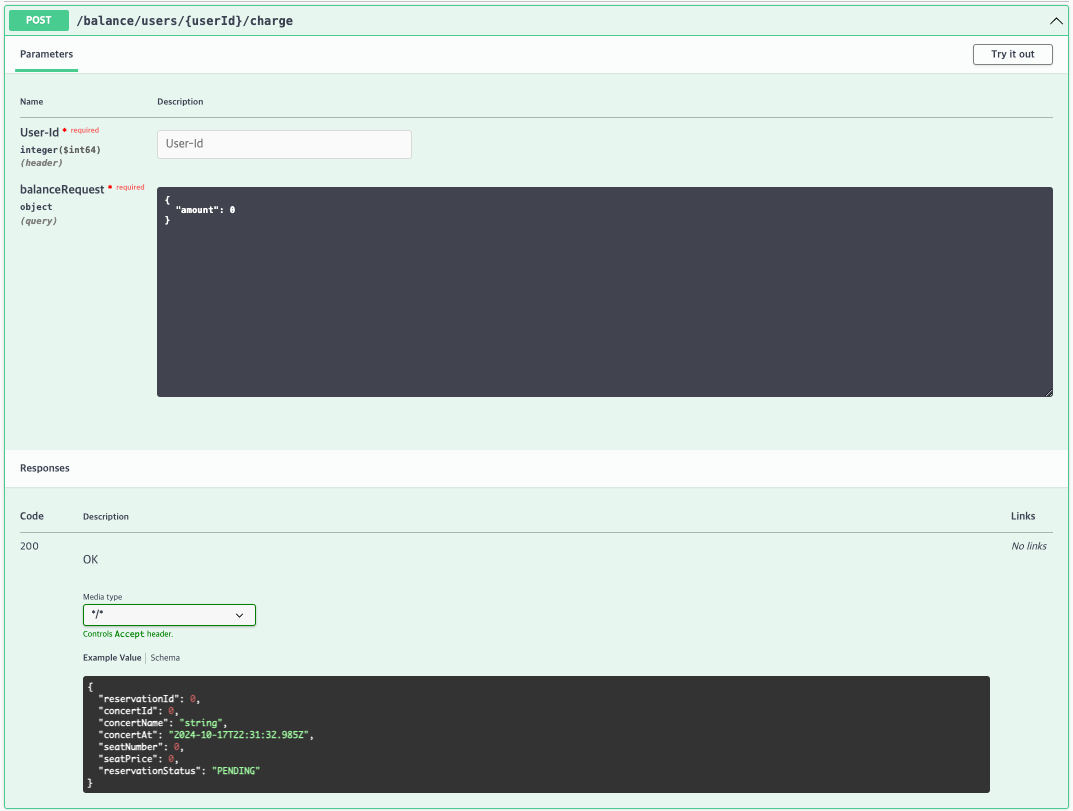 POST /balance/users/{userId}/charge
Parameters
Try it out
Name Description
User-Id * required
integer($int64)
(header)
User-Id
balanceRequest * required
object
(query)
{
  "amount": 0
}
Responses
Code Description Links
200
OK
No links
Media type
*/*
Controls Accept header.
Example Value | Schema
{
  "reservationId": 0,
  "concertId": 0,
  "concertName": "string",
  "concertAt": "2024-10-17T22:31:32.985Z",
  "seatNumber": 0,
  "seatPrice": 0,
  "reservationStatus": "PENDING"
}